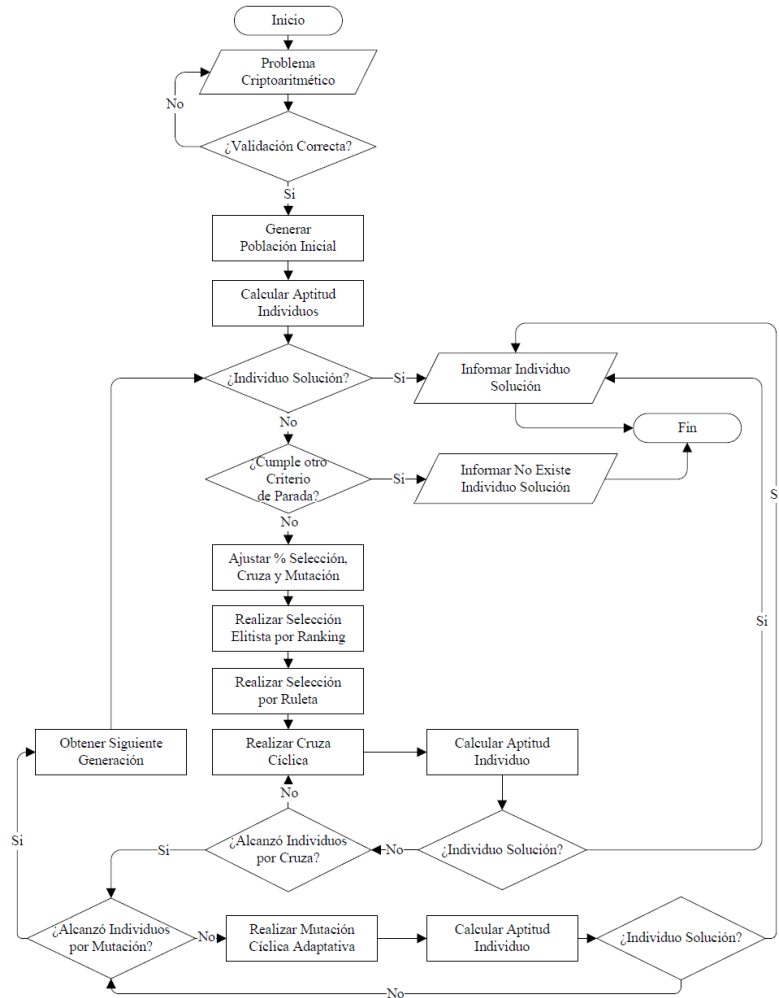 Inicio
Problema
Criptoaritmético
No
¿Validación Correcta?
Si
Generar
Población Inicial
Calcular Aptitud
Individuos
¿Individuo Solución?
Si
Informar Individuo
Solución
No
Fin
¿Cumple otro
Criterio
de Parada?
Si
Informar No Existe
Individuo Solución
Si
No
Ajustar % Selección,
Cruza y Mutación
Realizar Selección
Elitista por Ranking
Si
Realizar Selección
por Ruleta
Obtener Siguiente
Generación
Realizar Cruza
Cíclica
Calcular Aptitud
Individuo
No
Si
¿Alcanzó Individuos
por Cruza?
Si
No
¿Individuo Solución?
¿Alcanzó Individuos
por Mutación?
No
Realizar Mutación
Cíclica Adaptativa
Calcular Aptitud
Individuo
¿Individuo Solución?
No